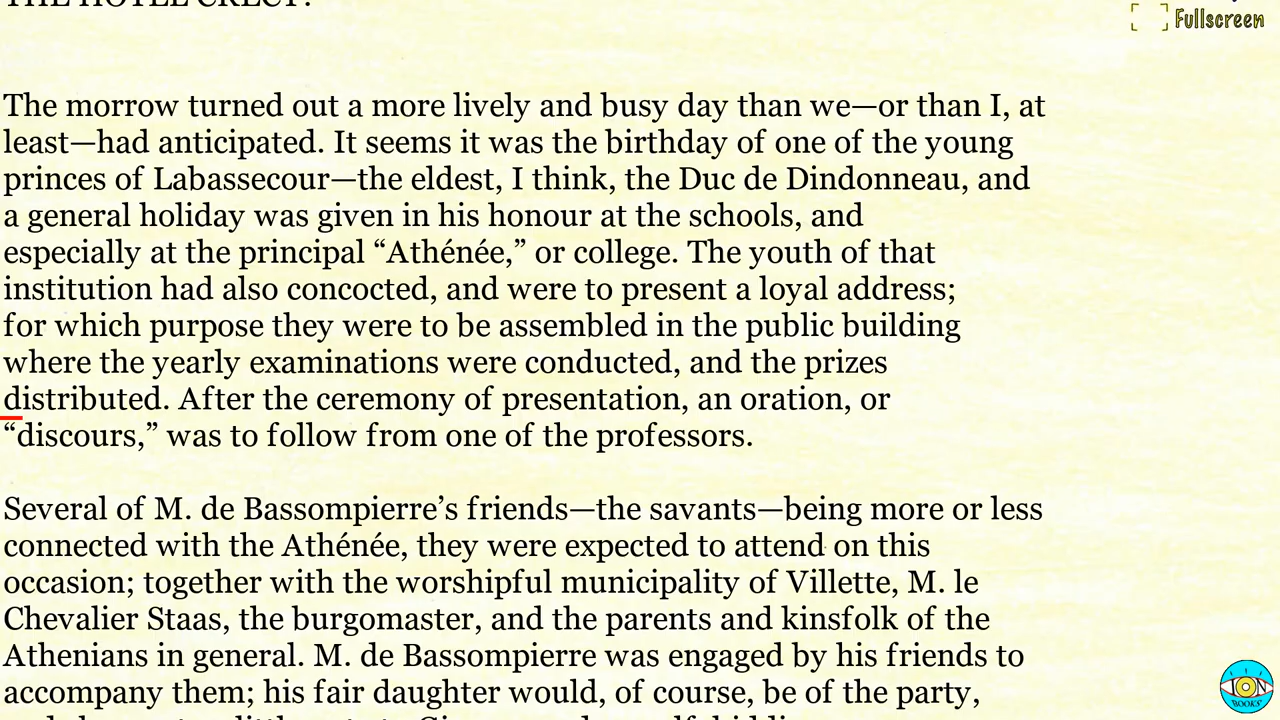 THE HOTEL CRÉCY.
Fullscreen
The morrow turned out a more lively and busy day than we—or than I, at
least—had anticipated. It seems it was the birthday of one of the young
princes of Labassecour—the eldest, I think, the Duc de Dindonneau, and
a general holiday was given in his honour at the schools, and
especially at the principal “Athénée,” or college. The youth of that
institution had also concocted, and were to present a loyal address;
for which purpose they were to be assembled in the public building
where the yearly examinations were conducted, and the prizes
distributed. After the ceremony of presentation, an oration, or
“discours,” was to follow from one of the professors.
Several of M. de Bassompierre’s friends—the savants—being more or less
connected with the Athénée, they were expected to attend on this
occasion; together with the worshipful municipality of Villette, M. le
Chevalier Staas, the burgomaster, and the parents and kinsfolk of the
Athenians in general. M. de Bassompierre was engaged by his friends to
accompany them; his fair daughter would, of course, be of the party,
ION
BOOKS